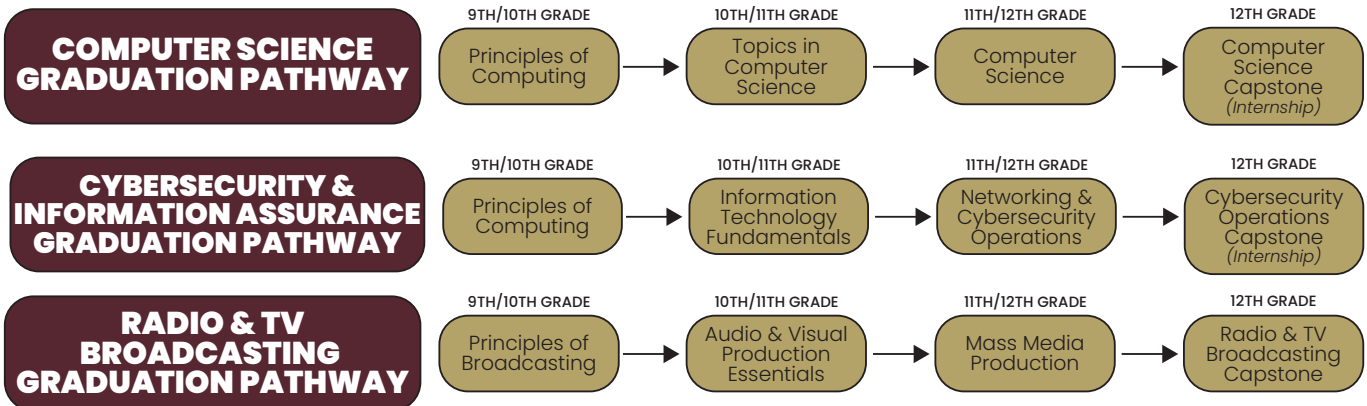 COMPUTER SCIENCE
GRADUATION PATHWAY
9TH/10TH GRADE
Principles of
Computing
10TH/11TH GRADE
Topics in
Computer
Science
11TH/12TH GRADE
Computer
Science
12TH GRADE
Computer
Science
Capstone
(Internship)
CYBERSECURITY &
INFORMATION ASSURANCE
GRADUATION PATHWAY
9TH/10TH GRADE
Principles of
Computing
10TH/11TH GRADE
Information
Technology
Fundamentals
11TH/12TH GRADE
Networking &
Cybersecurity
Operations
12TH GRADE
Cybersecurity
Operations
Capstone
(Internship)
RADIO & TV
BROADCASTING
GRADUATION PATHWAY
9TH/10TH GRADE
Principles of
Broadcasting
10TH/11TH GRADE
Audio & Visual
Production
Essentials
11TH/12TH GRADE
Mass Media
Production
12TH GRADE
Radio & TV
Broadcasting
Capstone